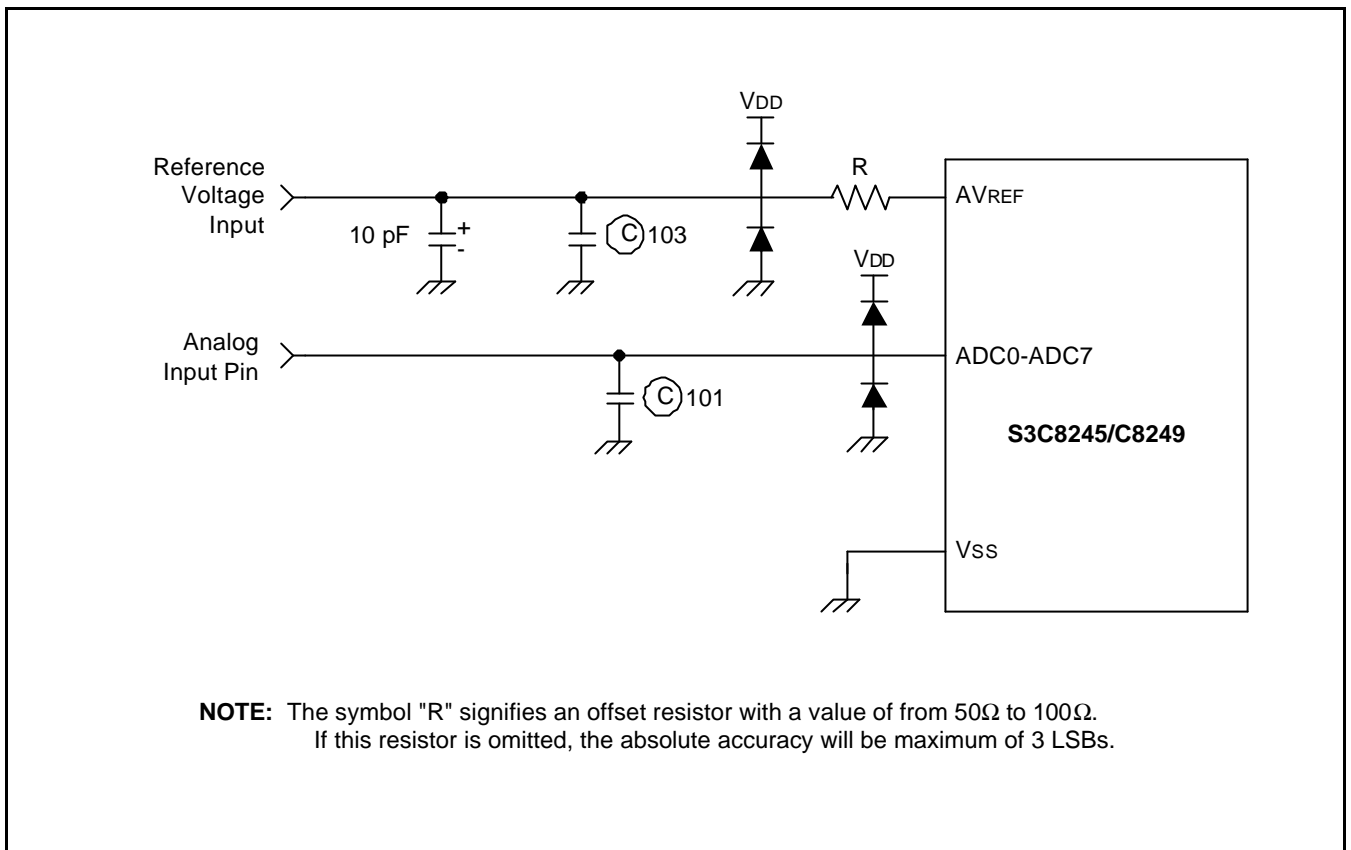 VDD
Reference
Voltage
Input
R
AVREF
10 pF
+
-
C 103
VDD
Analog
Input Pin
ADC0-ADC7
C 101
S3C8245/C8249
VSS
NOTE: The symbol "R" signifies an offset resistor with a value of from 50Ω to 100Ω.
If this resistor is omitted, the absolute accuracy will be maximum of 3 LSBs.